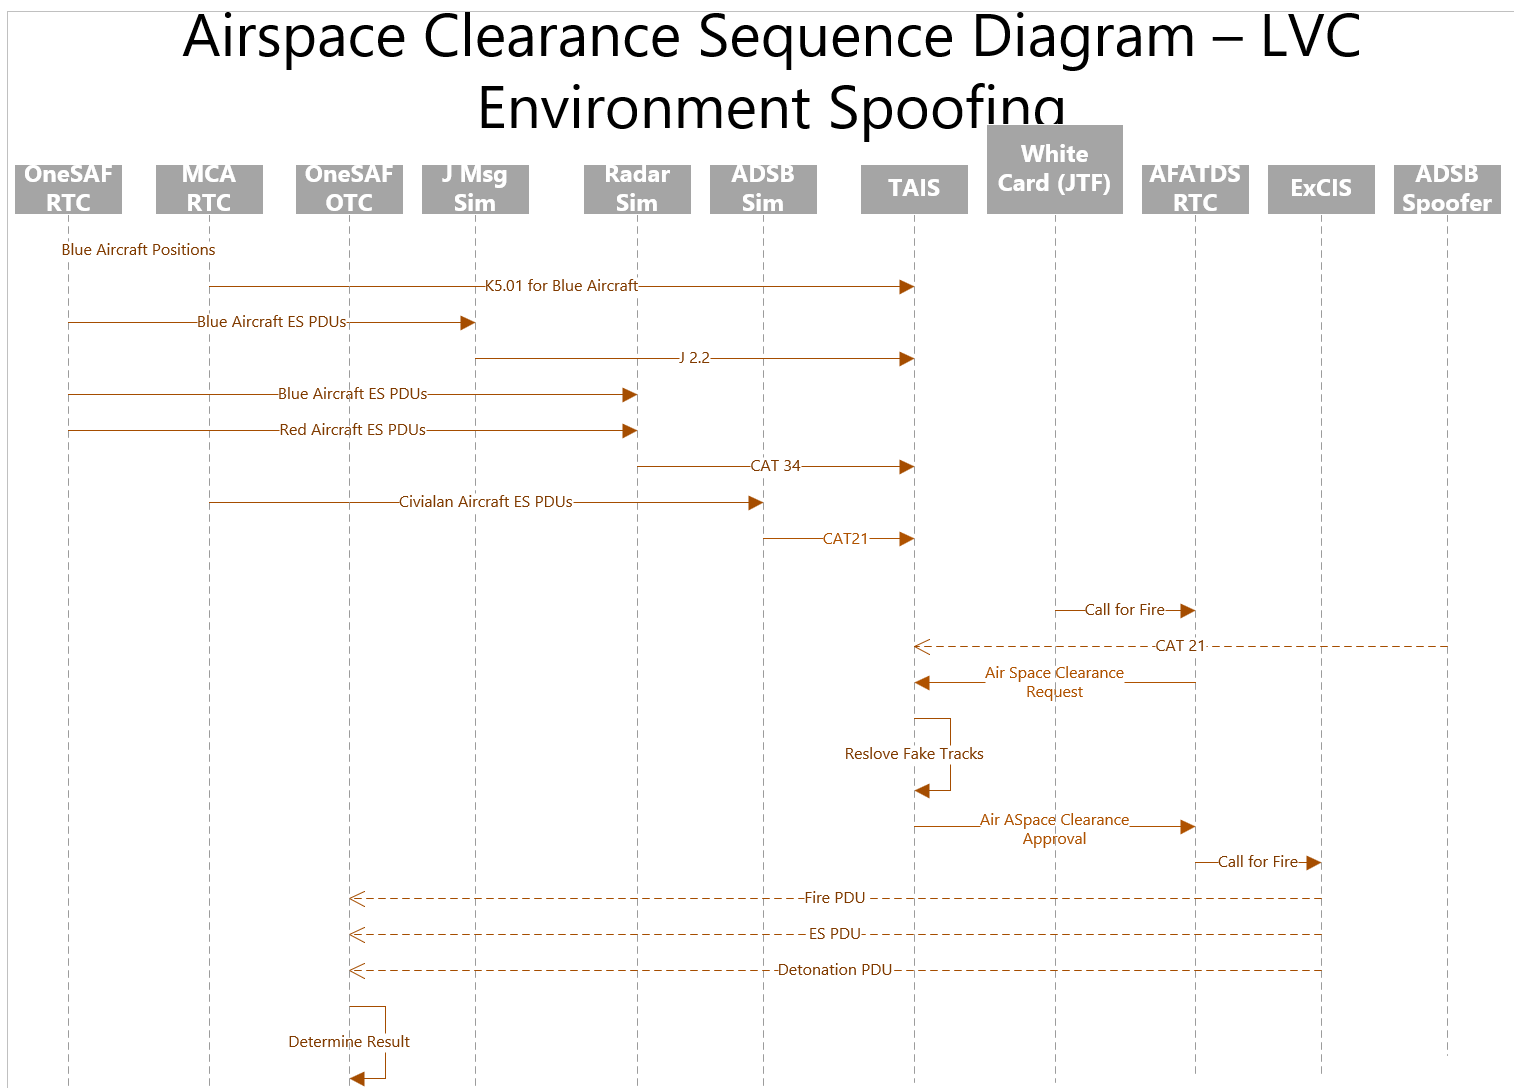 Airspace Clearance Sequence Diagram – LVC
Environment Spoofing
OneSAF
RTC
MCA
RTC
OneSAF
OTC
J Msg
Sim
Radar
Sim
ADSB
Sim
TAIS
White
Card (JTF)
AFATDS
RTC
ExCIS
ADSB
Spoofer
Blue Aircraft Positions
K5.01 for Blue Aircraft
Blue Aircraft ES PDUs
J 2.2
Blue Aircraft ES PDUs
Red Aircraft ES PDUs
CAT 34
Civialan Aircraft ES PDUs
CAT21
Call for Fire
CAT 21
Air Space Clearance
Request
Reslove Fake Tracks
Air ASpace Clearance
Approval
Call for Fire
Fire PDU
ES PDU
Detonation PDU
Determine Result